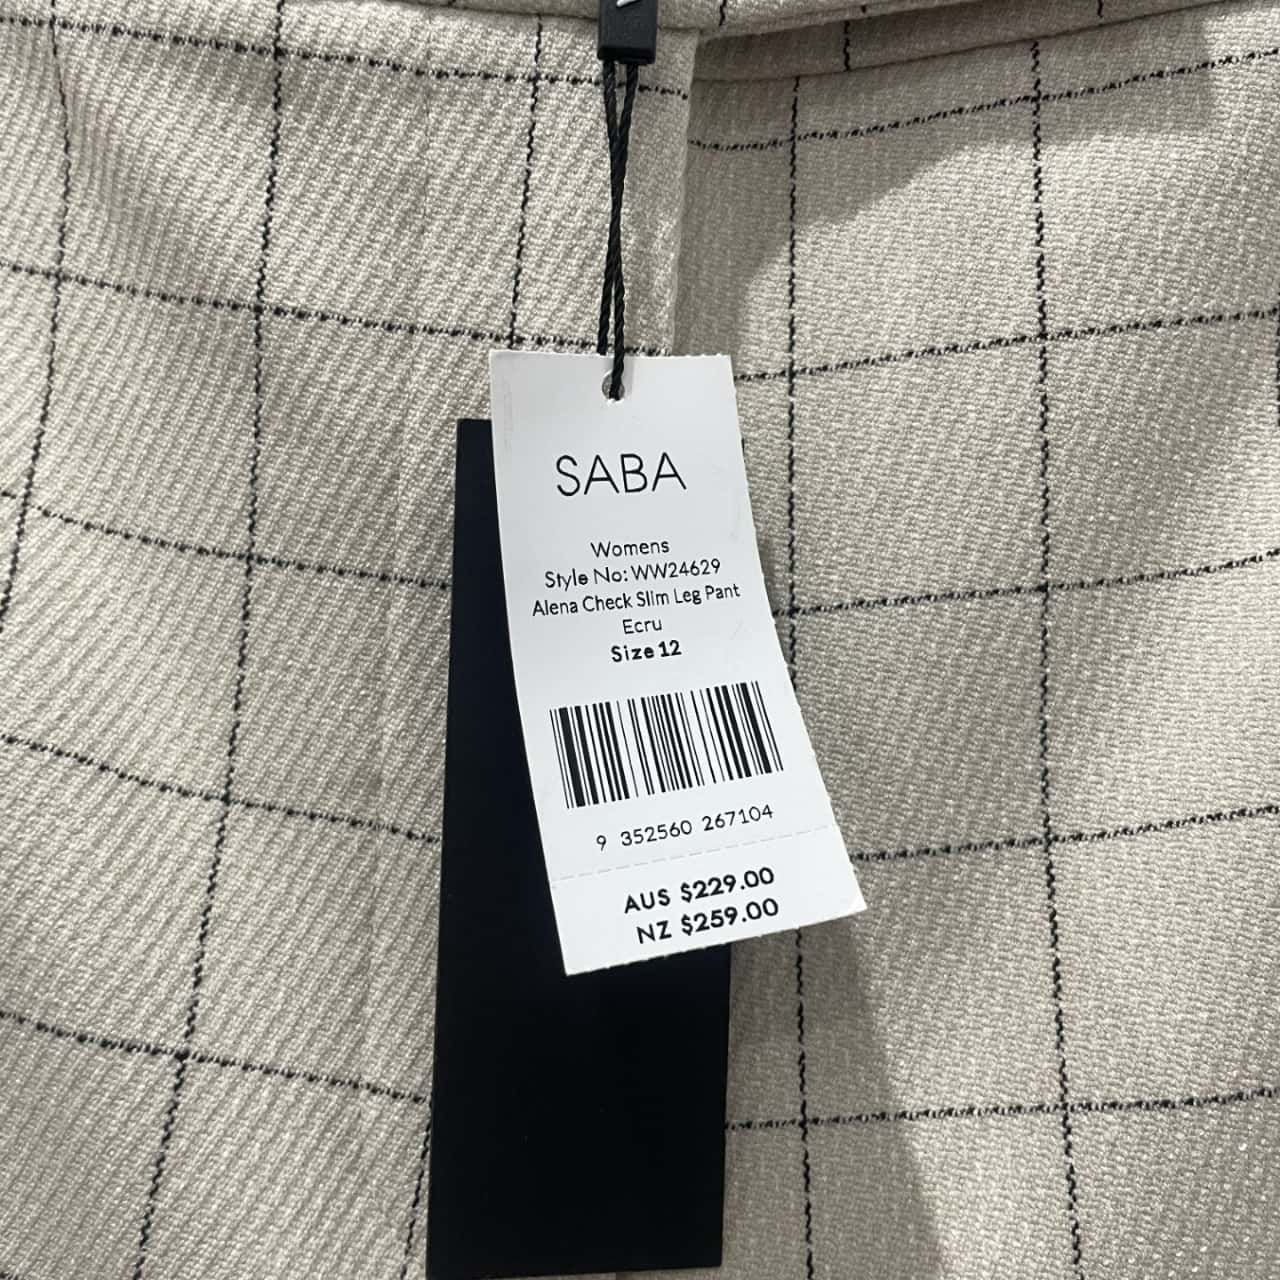 SABA
Womens
Style No: WW24629
Alena Check Slim Leg Pant
Ecru
Size 12
9 352560 267104
AUS $229.00
NZ $259.00